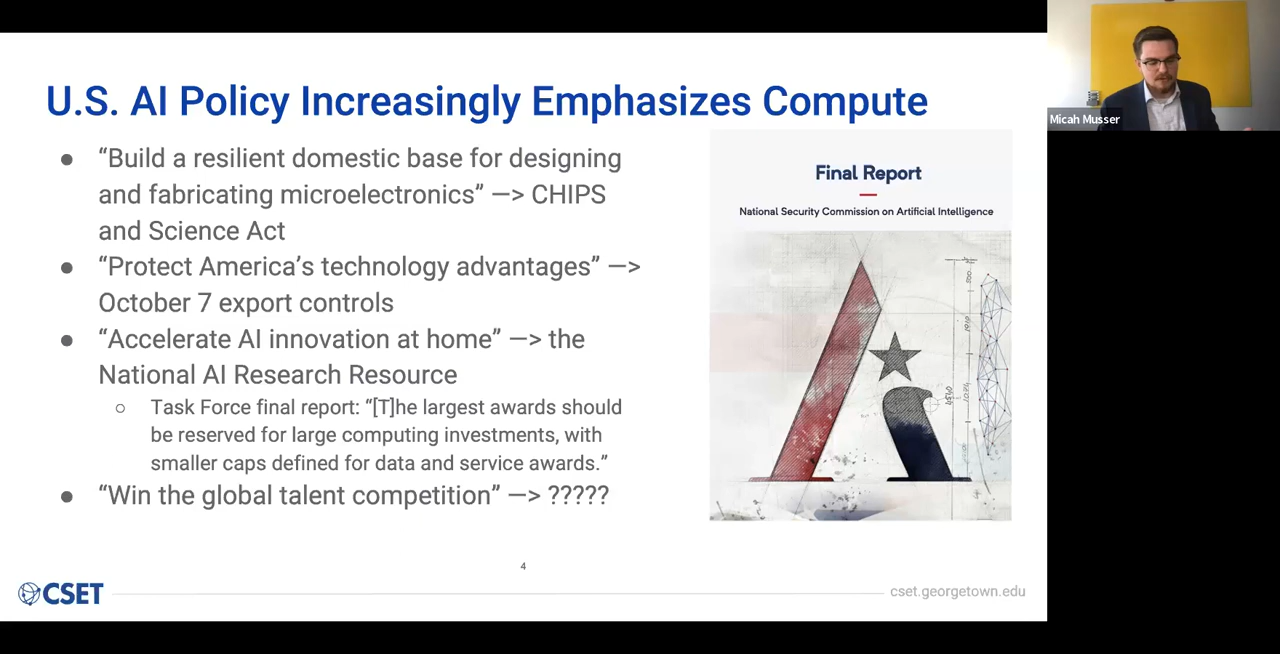 U.S. AI Policy Increasingly Emphasizes Compute
● “Build a resilient domestic base for designing
and fabricating microelectronics” —> CHIPS
and Science Act
● “Protect America’s technology advantages” —>
October 7 export controls
● “Accelerate AI innovation at home” —> the
National AI Research Resource
○ Task Force final report: “[T]he largest awards should
be reserved for large computing investments, with
smaller caps defined for data and service awards.”
● “Win the global talent competition” —> ?????
Final Report
National Security Commission on Artificial Intelligence
4
CSET
cset.georgetown.edu
Micah Musser